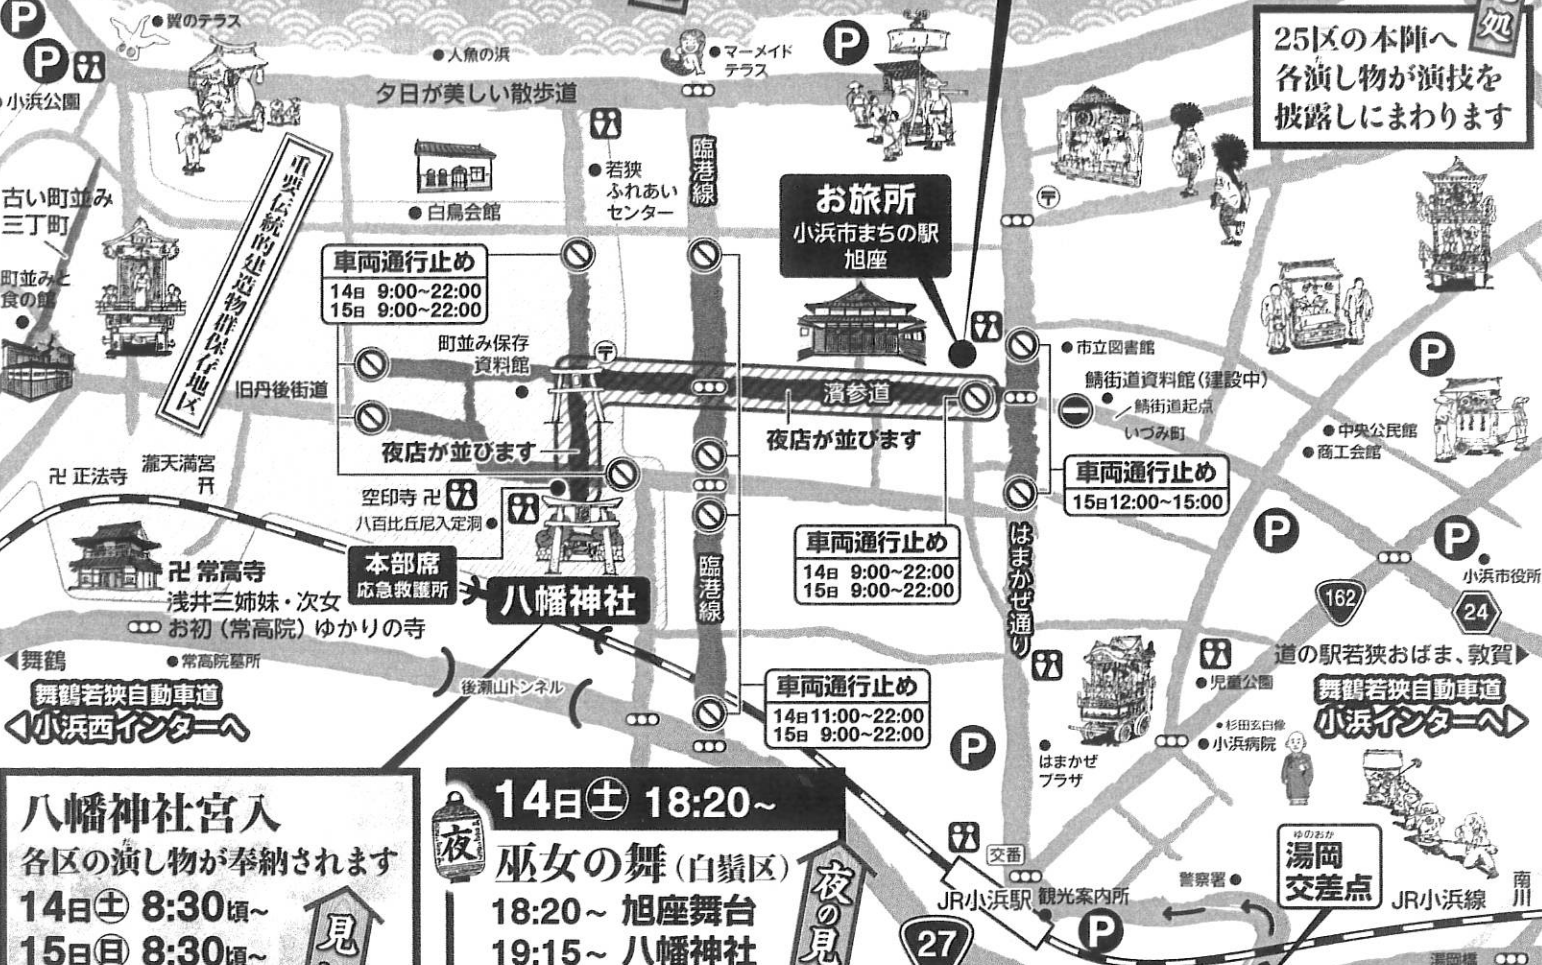 P
翼のテラス
P
小浜公園
人魚の浜
マーメイド
テラス
P
処
25区の本陣へ
各演し物が演技を
披露しにまわります
夕日が美しい散歩道
臨港線
若狭
ふれあい
センター
白鳥会館
重要伝統的建造物群保存地区
古い町並み
三丁町
町並みと
食の館
〒
お旅所
小浜市まちの駅
旭座
車両通行止め
14日 9:00~22:00
15日 9:00~22:00
町並み保存
資料館
〒
旧丹後街道
濱参道
夜店が並びます
夜店が並びます
市立図書館
鯖街道資料館(建設中)
鯖街道起点
いづみ町
P
中央公民館
商工会館
車両通行止め
15日12:00~15:00
卍 正法寺
瀧天満宮
空印寺 卍
八百比丘尼入定洞
本部席
応急救護所
八幡神社
臨港線
車両通行止め
14日 9:00~22:00
15日 9:00~22:00
はまかぜ通り
P
P
小浜市役所
162
24
卍 常高寺
浅井三姉妹・次女
お初(常高院)ゆかりの寺
◀舞鶴
常高院墓所
舞鶴若狭自動車道
◁小浜西インターへ
後瀬山トンネル
車両通行止め
14日11:00~22:00
15日 9:00~22:00
道の駅若狭おばま、敦賀▶
児童公園
舞鶴若狭自動車道
小浜インターへ▷
杉田玄白像
小浜病院
P
はまかぜ
プラザ
八幡神社宮入
各区の演し物が奉納されます
だ
14日㊏ 8:30頃~
15日㊐ 8:30頃~
見
夜
14日㊏ 18:20~
巫女の舞(白鬚区)
18:20~ 旭座舞台
19:15~ 八幡神社
夜の見
交番
JR小浜駅
観光案内所
P
27
警察署
ゆのおか
湯岡
交差点
JR小浜線
南川
湯岡橋